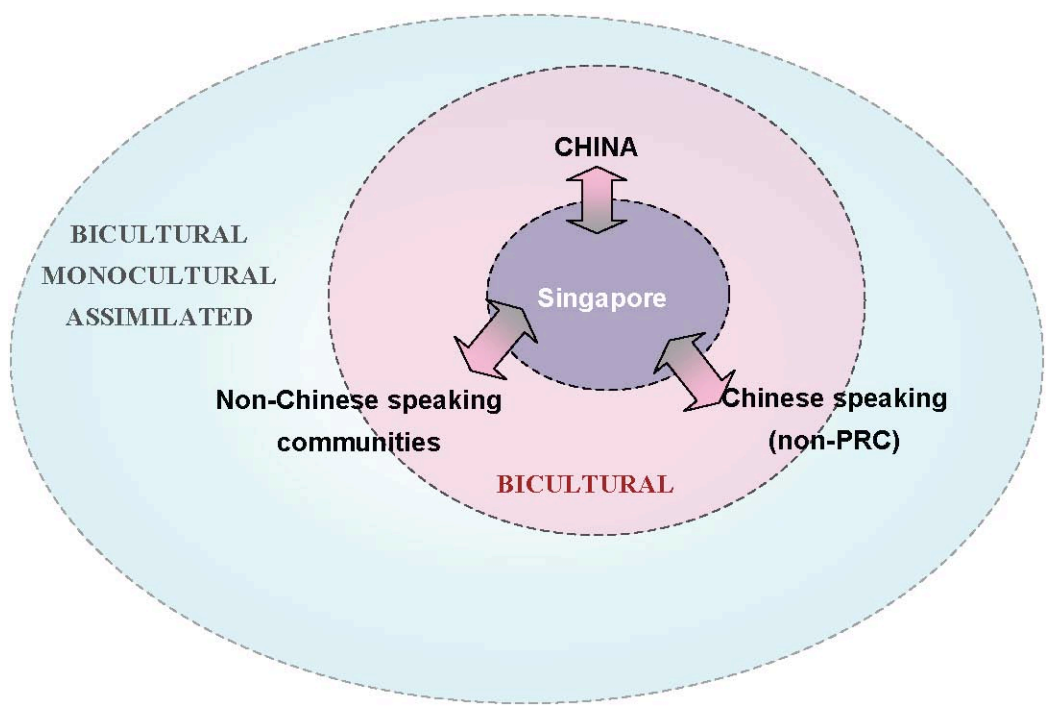 CHINA
BICULTURAL
MONOCULTURAL
ASSIMILATED
Singapore
Non-Chinese speaking
communities
Chinese speaking
(non-PRC)
BICULTURAL